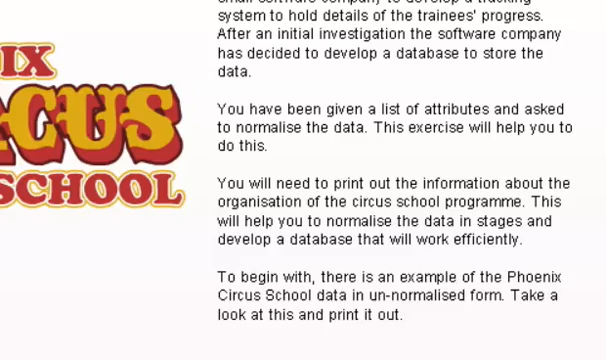 small software company to develop a tracking
system to hold details of the trainees' progress.
After an initial investigation the software company
has decided to develop a database to store the
data.
You have been given a list of attributes and asked
to normalise the data. This exercise will help you to
do this.
You will need to print out the information about the
organisation of the circus school programme. This
will help you to normalise the data in stages and
develop a database that will work efficiently.
To begin with, there is an example of the Phoenix
Circus School data in un-normalised form. Take a
look at this and print it out.
IX
RCUS
SCHOOL